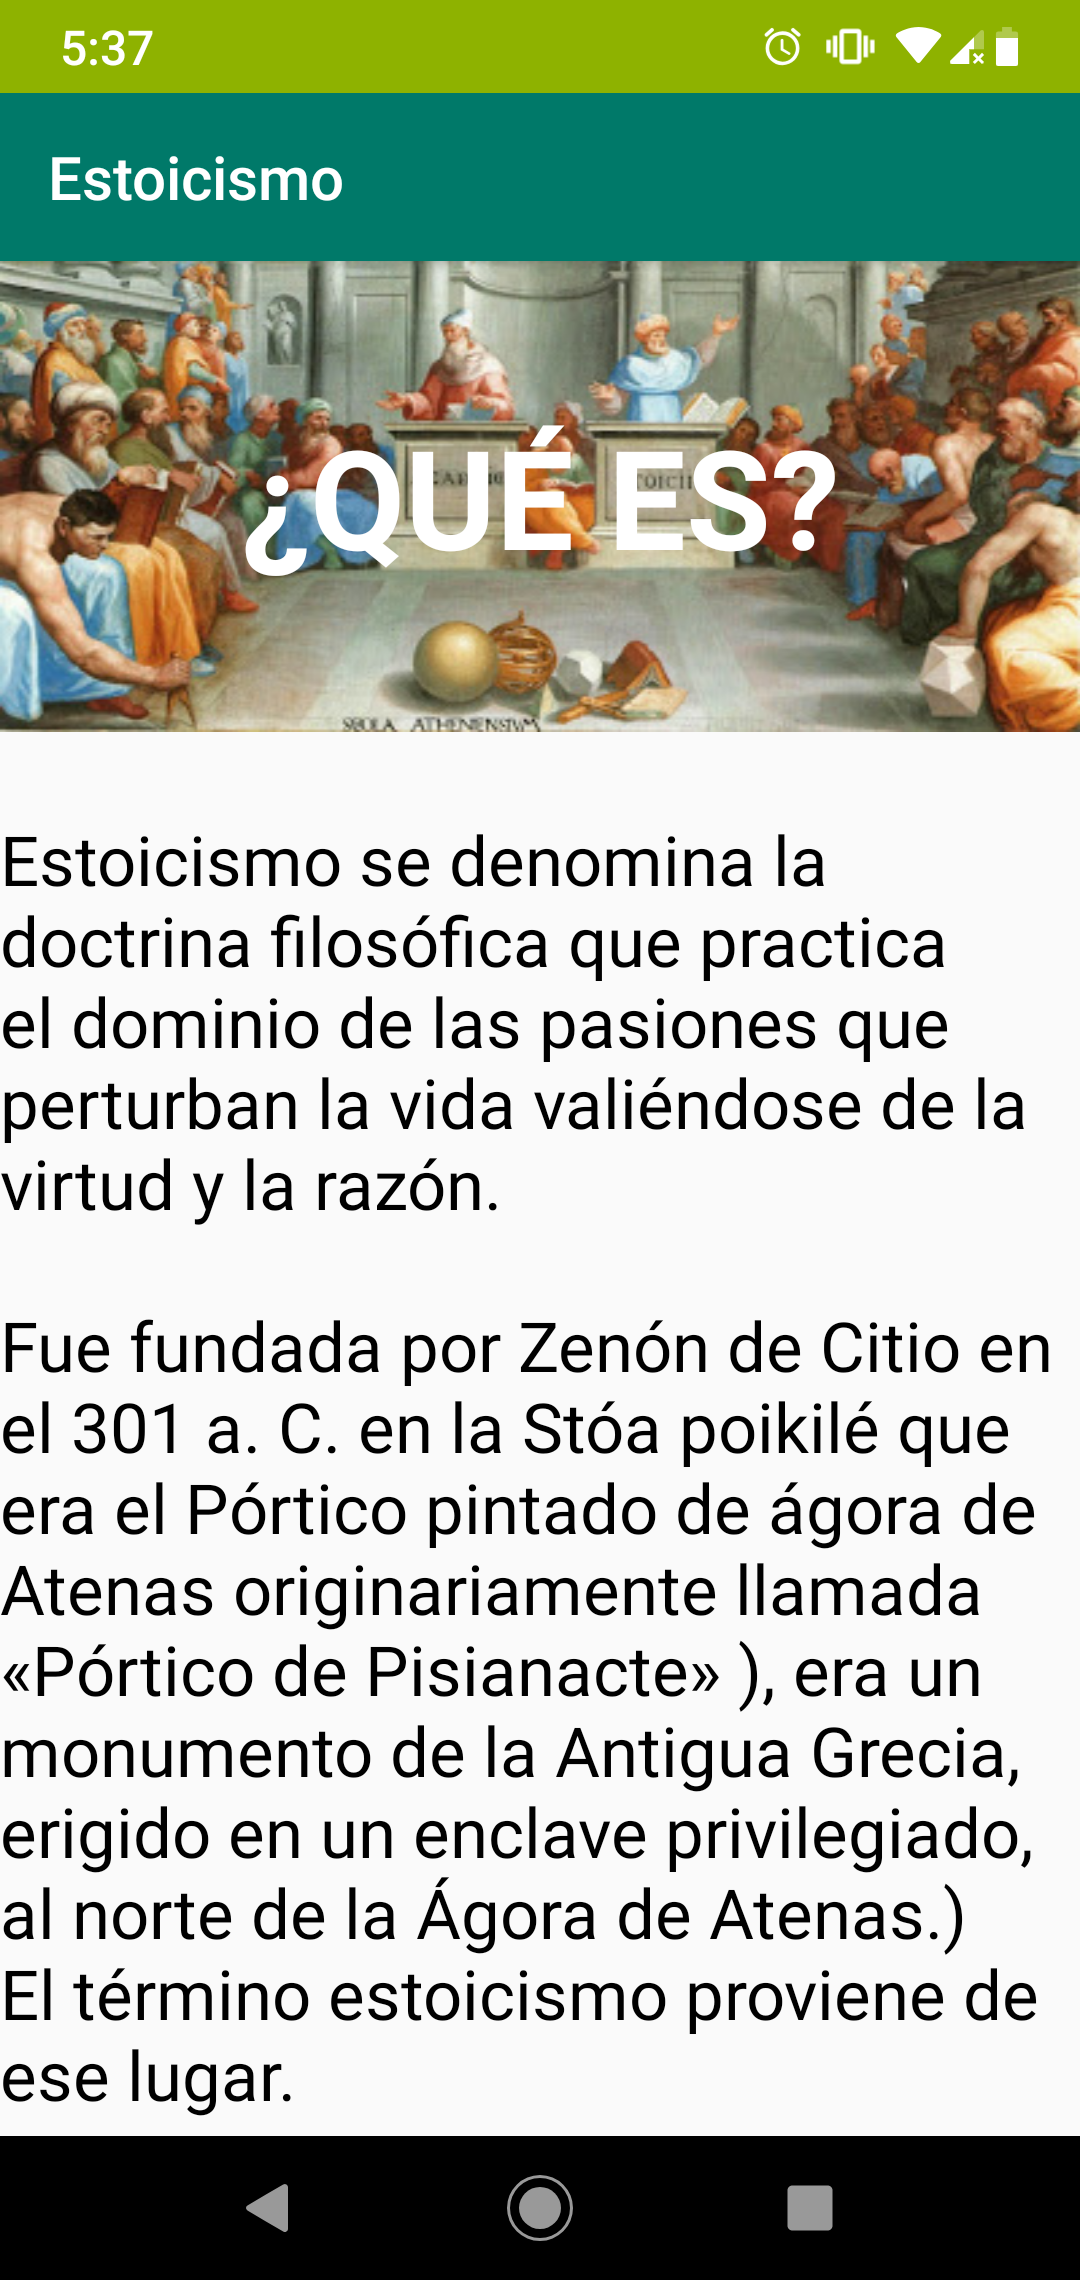 5:37
Estoicismo
¿QUÉ ES?
SBOLA ATHENENSIVM
Estoicismo se denomina la
doctrina filosófica que practica
el dominio de las pasiones que
perturban la vida valiéndose de la
virtud y la razón.
Fue fundada por Zenón de Citio en
el 301 a. C. en la Stóa poikilé que
era el Pórtico pintado de ágora de
Atenas originariamente llamada
«Pórtico de Pisianacte» ), era un
monumento de la Antigua Grecia,
erigido en un enclave privilegiado,
al norte de la Ágora de Atenas.)
El término estoicismo proviene de
ese lugar.